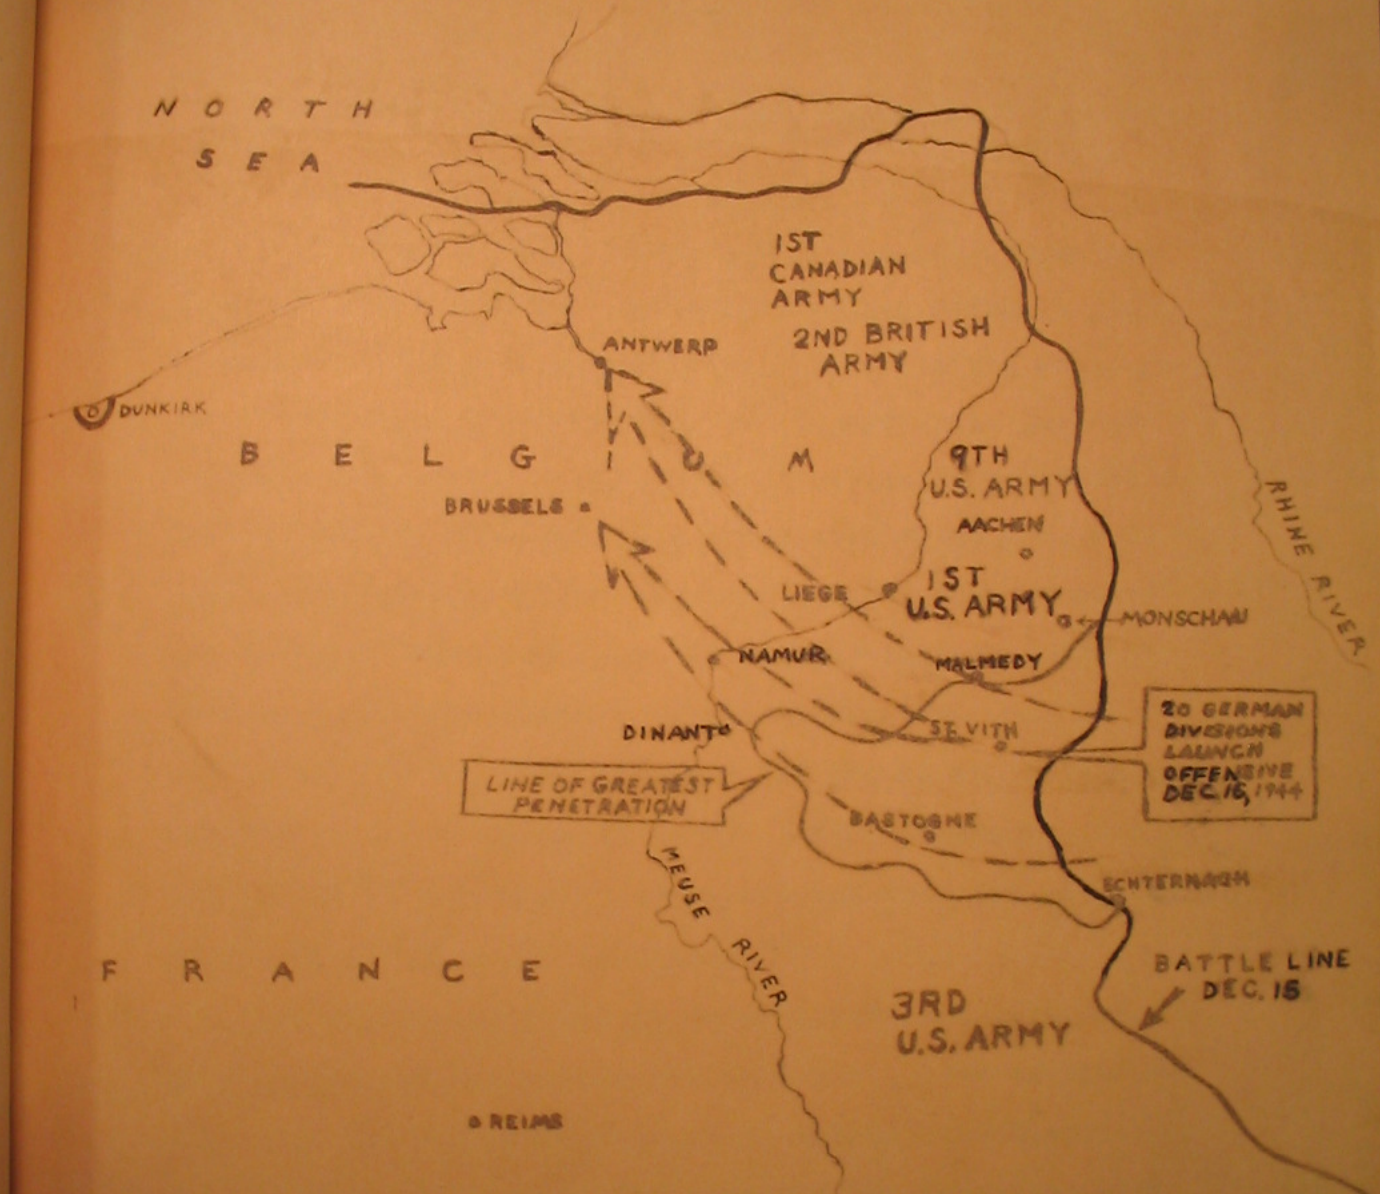 NORTH
SEA
1ST
CANADIAN
ARMY
2ND BRITISH
ARMY
ANTWERP
DUNKIRK
BELG U M
9TH
U.S. ARMY
BRUSSELS
AACHEN
RHINE RIVER
LIEGE
1ST
U.S. ARMY
MONSCHAU
NAMUR
MALMEDY
DINANT
ST. VITH
20 GERMAN
DIVISIONS
LAUNCH
OFFENSIVE
DEC. 16, 1944
LINE OF GREATEST
PENETRATION
BASTOGNE
MEUSE RIVER
ECHTERNACH
FRANCE
BATTLE LINE
DEC. 15
3RD
U.S. ARMY
REIMS